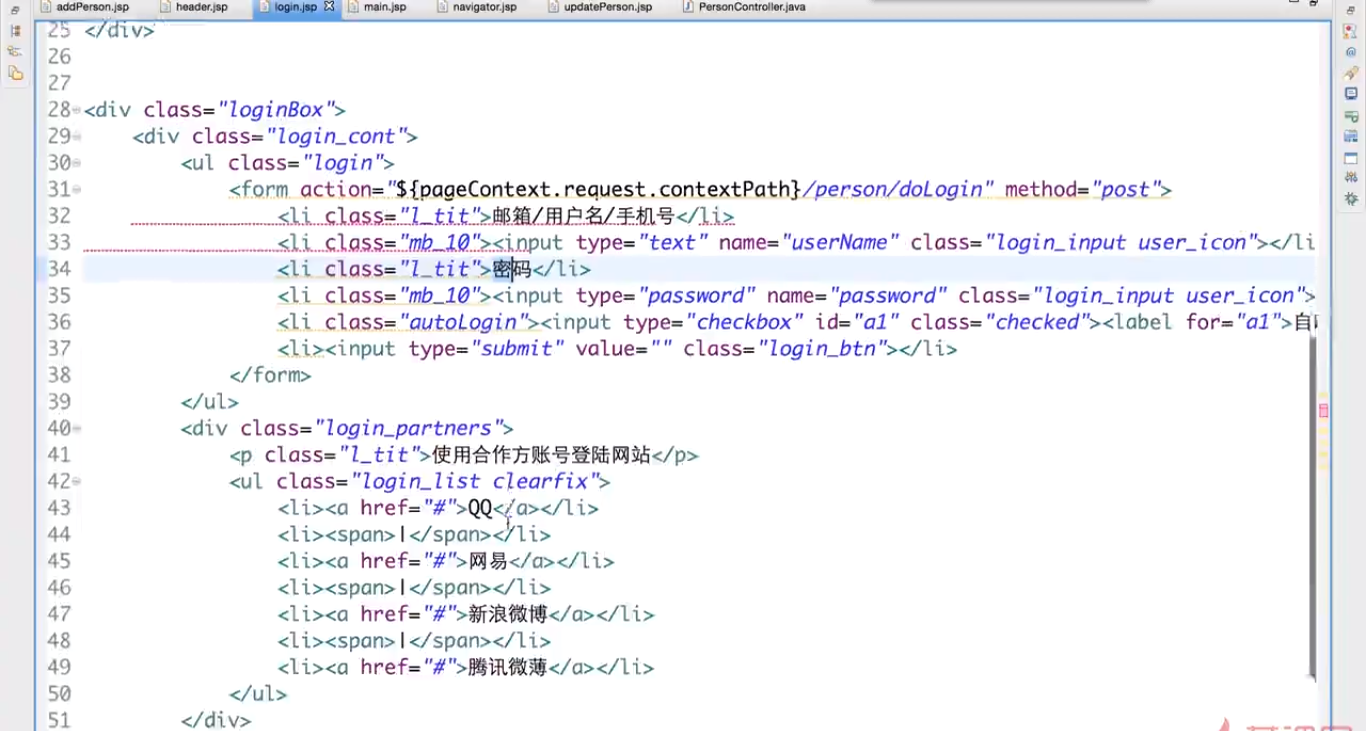 addPerson.jsp header.jsp login.jsp main.jsp navigator.jsp updatePerson.jsp PersonController.java
25 </div>
26
27
28 <div class="loginBox">
29 <div class="login_cont">
30 <ul class="login">
31 <form action="${pageContext.request.contextPath}/person/doLogin" method="post">
32 <li class="l_tit">邮箱/用户名/手机号</li>
33 <li class="mb_10"><input type="text" name="userName" class="login_input user_icon"></li
34 <li class="l_tit">密码</li>
35 <li class="mb_10"><input type="password" name="password" class="login_input user_icon">
36 <li class="autoLogin"><input type="checkbox" id="a1" class="checked"><label for="a1">自
37 <li><input type="submit" value="" class="login_btn"></li>
38 </form>
39 </ul>
40 <div class="login_partners">
41 <p class="l_tit">使用合作方账号登陆网站</p>
42 <ul class="login_list clearfix">
43 <li><a href="#">QQ</a></li>
44 <li><span>|</span></li>
45 <li><a href="#">网易</a></li>
46 <li><span>|</span></li>
47 <li><a href="#">新浪微博</a></li>
48 <li><span>|</span></li>
49 <li><a href="#">腾讯微薄</a></li>
50 </ul>
51 </div>